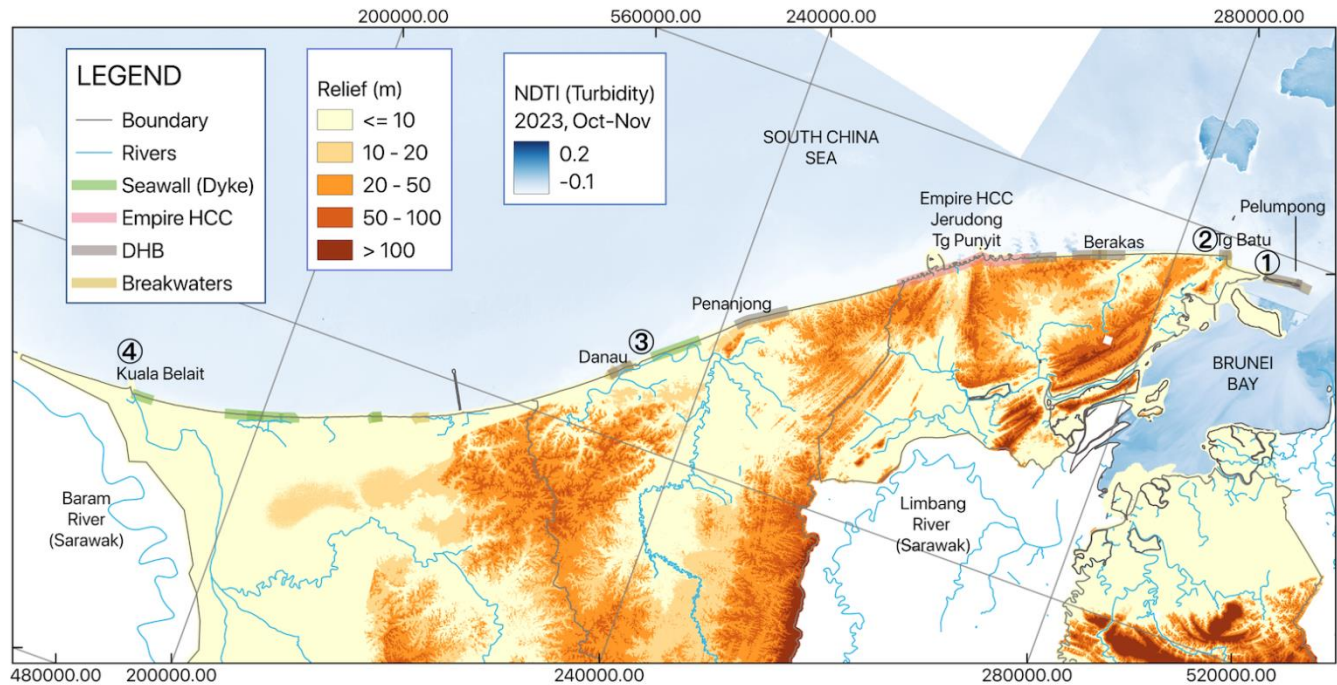 200000.00
560000.00
240000.00
280000.00
LEGEND
Boundary
Rivers
Seawall (Dyke)
Empire HCC
DHB
Breakwaters
Relief (m)
<= 10
10 - 20
20 - 50
50 - 100
> 100
NDTI (Turbidity)
2023, Oct-Nov
0.2
-0.1
SOUTH CHINA
SEA
Empire HCC
Jerudong
Tg Punyit
Berakas
Pelumpong
② Tg Batu
①
Penanjong
③
Danau
④
Kuala Belait
BRUNEI
BAY
Baram
River
(Sarawak)
Limbang
River
(Sarawak)
480000.00
200000.00
240000.00
280000.00
520000.00